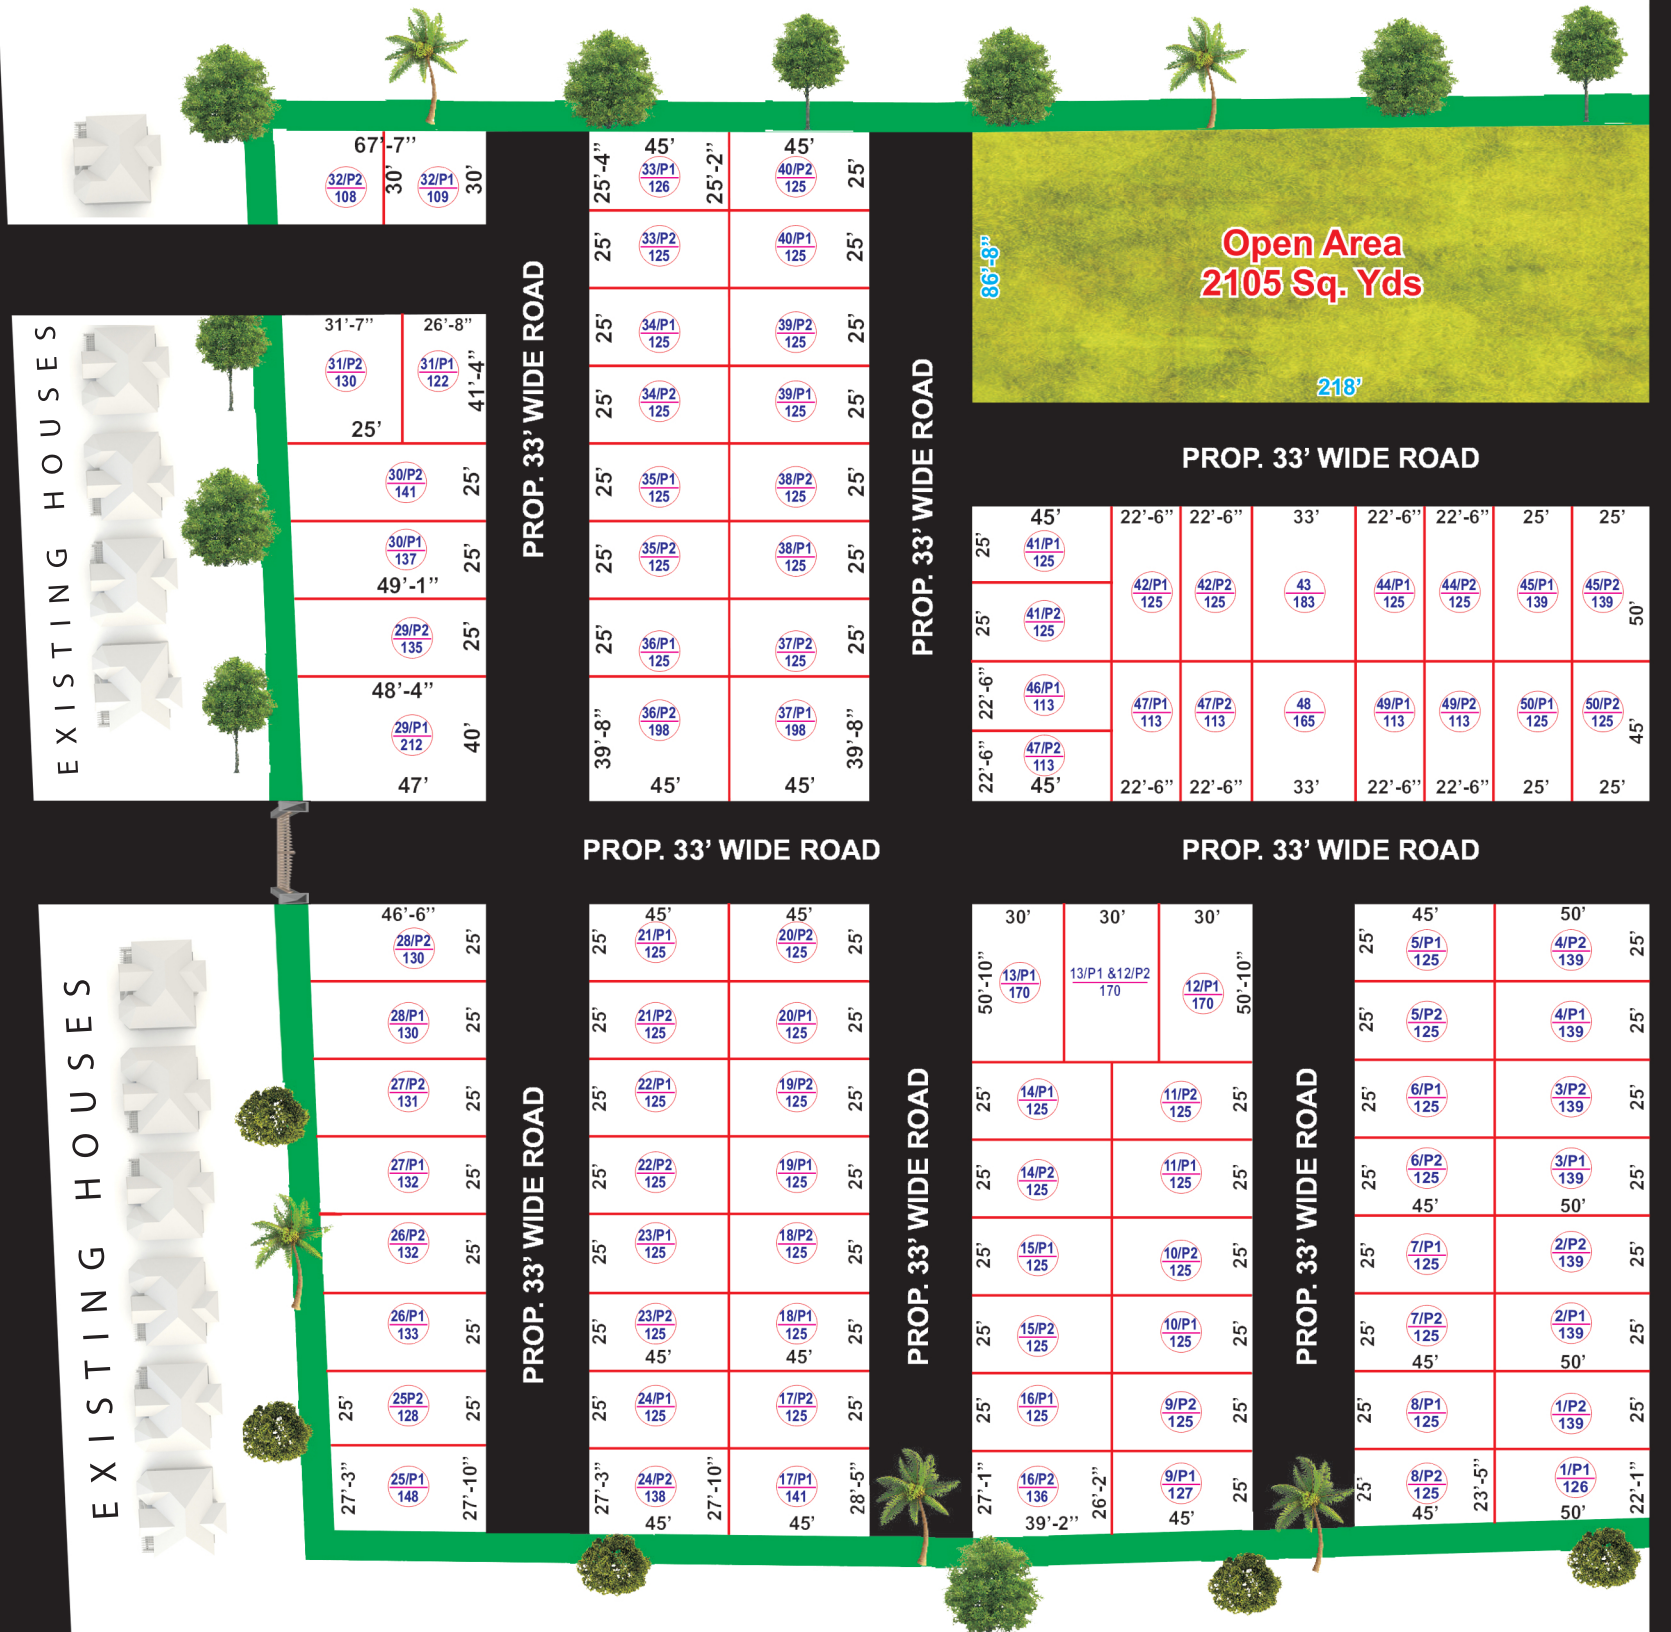 67'-7”
32/P2
108
30'
32/P1
109
30'
EXISTING HOUSES
31'-7”
26'-8”
31/P2
130
31/P1
122
41'-4”
25'
30/P2
141
25'
30/P1
137
25'
49'-1”
29/P2
135
25'
48'-4”
29/P1
212
40'
47'
PROP. 33' WIDE ROAD
25'-4”
45'
33/P1
126
25'-2”
45'
40/P2
125
25'
25'
33/P2
125
40/P1
125
25'
25'
34/P1
125
39/P2
125
25'
25'
34/P2
125
39/P1
125
25'
25'
35/P1
125
38/P2
125
25'
25'
35/P2
125
38/P1
125
25'
25'
36/P1
125
37/P2
125
25'
39'-8”
36/P2
198
37/P1
198
39'-8”
45'
45'
PROP. 33' WIDE ROAD
86'-8”
Open Area
2105 Sq. Yds
218'
PROP. 33' WIDE ROAD
45'
22'-6”
22'-6”
33'
22'-6”
22'-6”
25'
25'
25'
41/P1
125
25'
41/P2
125
42/P1
125
42/P2
125
43
183
44/P1
125
44/P2
125
45/P1
139
45/P2
139
50'
22'-6”
46/P1
113
22'-6”
47/P2
113
47/P1
113
47/P2
113
48
165
49/P1
113
49/P2
113
50/P1
125
50/P2
125
45'
45'
22'-6”
22'-6”
33'
22'-6”
22'-6”
25'
25'
PROP. 33' WIDE ROAD
PROP. 33' WIDE ROAD
EXISTING HOUSES
46'-6”
28/P2
130
25'
28/P1
130
25'
27/P2
131
25'
27/P1
132
25'
26/P2
132
25'
26/P1
133
25'
25'
25P2
128
25'
27'-3”
25/P1
148
27'-10”
PROP. 33' WIDE ROAD
45'
45'
25'
21/P1
125
20/P2
125
25'
25'
21/P2
125
20/P1
125
25'
25'
22/P1
125
19/P2
125
25'
25'
22/P2
125
19/P1
125
25'
25'
23/P1
125
18/P2
125
25'
25'
23/P2
125
18/P1
125
25'
45'
45'
25'
24/P1
125
17/P2
125
25'
27'-3”
24/P2
138
27'-10”
17/P1
141
28'-5”
45'
45'
PROP. 33' WIDE ROAD
30'
30'
30'
50'-10”
13/P1
170
13/P1 &12/P2
170
12/P1
170
50'-10”
25'
14/P1
125
11/P2
125
25'
25'
14/P2
125
11/P1
125
25'
25'
15/P1
125
10/P2
125
25'
25'
15/P2
125
10/P1
125
25'
25'
16/P1
125
9/P2
125
25'
27'-1”
16/P2
136
26'-2”
9/P1
127
25'
39'-2”
45'
PROP. 33' WIDE ROAD
45'
50'
25'
5/P1
125
4/P2
139
25'
25'
5/P2
125
4/P1
139
25'
25'
6/P1
125
3/P2
139
25'
25'
6/P2
125
3/P1
139
25'
45'
50'
25'
7/P1
125
2/P2
139
25'
25'
7/P2
125
2/P1
139
25'
45'
50'
25'
8/P1
125
1/P2
139
25'
25'
8/P2
125
23'-5”
1/P1
126
22'-1”
45'
50'